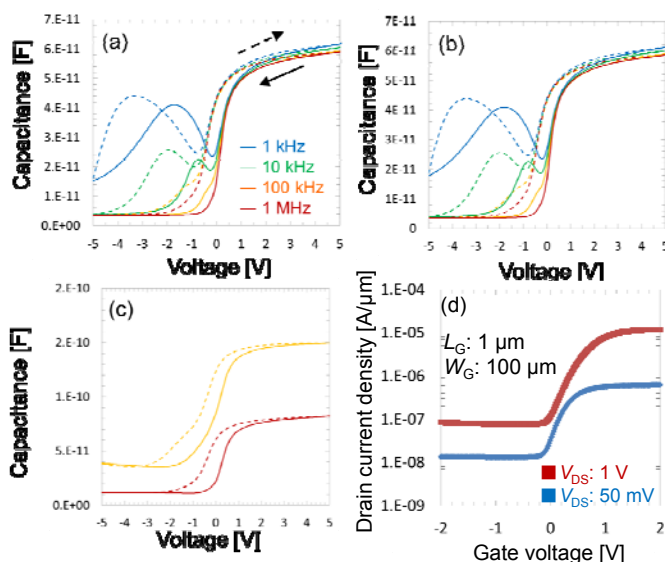 (a)
Capacitance [F]
7.E-11
6.E-11
5.E-11
4.E-11
3.E-11
2.E-11
1.E-11
0.E+00
1 kHz
10 kHz
100 kHz
1 MHz
-5 -4 -3 -2 -1 0 1 2 3 4 5
Voltage [V]
(b)
Capacitance [F]
7E-11
6E-11
5E-11
4E-11
3E-11
2E-11
1E-11
0
-5 -4 -3 -2 -1 0 1 2 3 4 5
Voltage [V]
(c)
Capacitance [F]
2.E-10
2.E-10
1.E-10
5.E-11
0.E+00
-5 -4 -3 -2 -1 0 1 2 3 4 5
Voltage [V]
(d)
Drain current density [A/µm]
1.E-04
1.E-05
1.E-06
1.E-07
1.E-08
1.E-09
LG: 1 µm
WG: 100 µm
VDS: 1 V
VDS: 50 mV
-2 -1 0 1 2
Gate voltage [V]